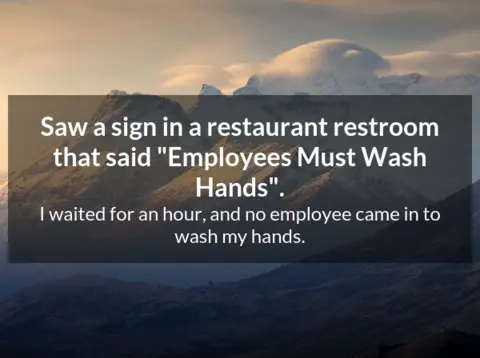 Saw a sign in a restaurant restroom
that said "Employees Must Wash
Hands".
I waited for an hour, and no employee came in to
wash my hands.